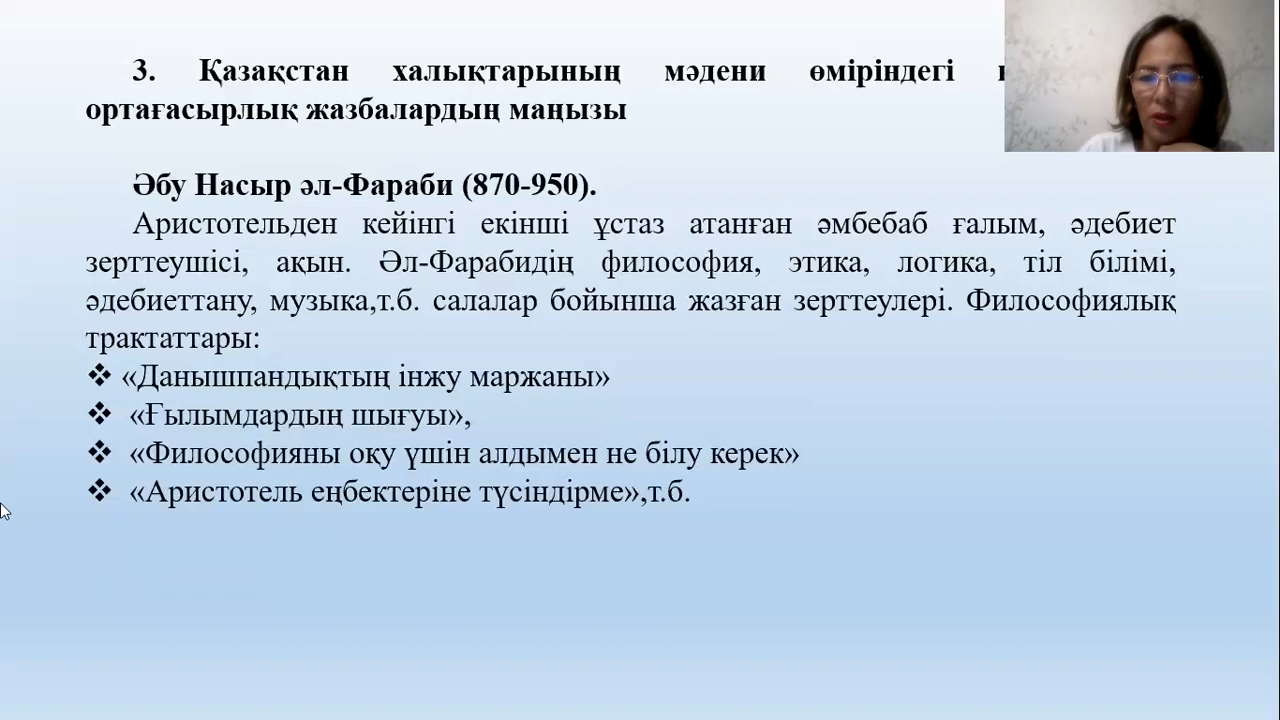 3. Қазақстан халықтарының мәдени өміріндегі
ортағасырлық жазбалардың маңызы
Әбу Насыр әл-Фараби (870-950).
Аристотельден кейінгі екінші ұстаз атанған әмбебаб ғалым, әдебиет
зерттеушісі, ақын. Әл-Фарабидің философия, этика, логика, тіл білімі,
әдебиеттану, музыка,т.б. салалар бойынша жазған зерттеулері. Философиялық
трактаттары:
❖ «Данышпандықтың інжу маржаны»
❖ «Ғылымдардың шығуы»,
❖ «Философияны оқу үшін алдымен не білу керек»
❖ «Аристотель еңбектеріне түсіндірме»,т.б.